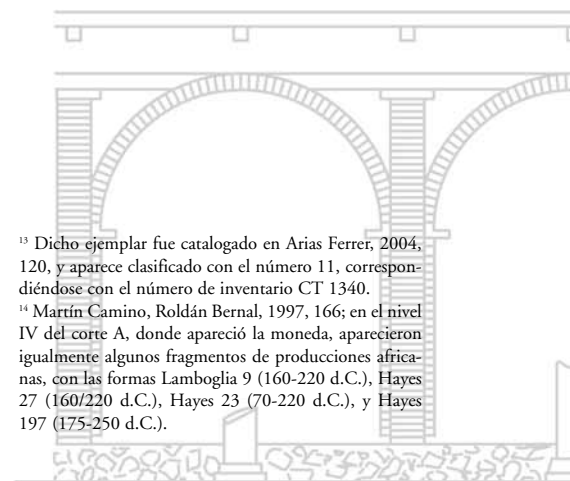 ¹³ Dicho ejemplar fue catalogado en Arias Ferrer, 2004,
120, y aparece clasificado con el número 11, correspon-
diéndose con el número de inventario CT 1340.
¹⁴ Martín Camino, Roldán Bernal, 1997, 166; en el nivel
IV del corte A, donde apareció la moneda, aparecieron
igualmente algunos fragmentos de producciones africa-
nas, con las formas Lamboglia 9 (160-220 d.C.), Hayes
27 (160/220 d.C.), Hayes 23 (70-220 d.C.), y Hayes
197 (175-250 d.C.).